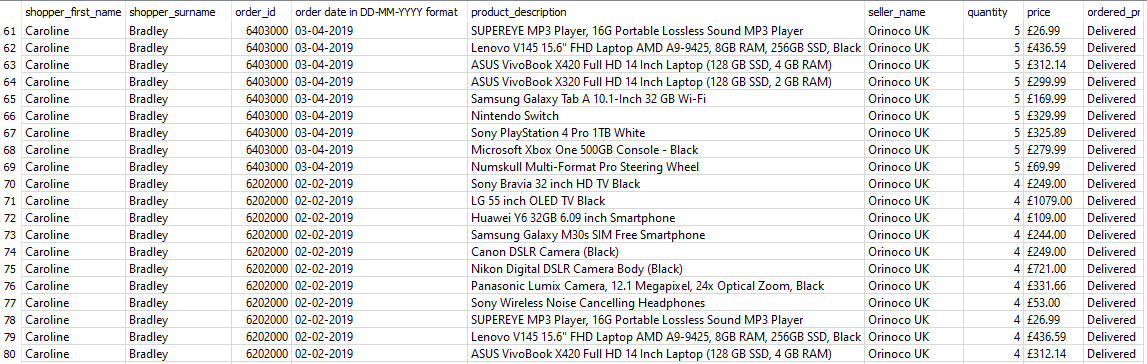 shopper_first_name shopper_surname order_id order date in DD-MM-YYYY format product_description seller_name quantity price ordered_pr
61 Caroline Bradley 6403000 03-04-2019 SUPEREYE MP3 Player, 16G Portable Lossless Sound MP3 Player Orinoco UK 5 £26.99 Delivered
62 Caroline Bradley 6403000 03-04-2019 Lenovo V145 15.6" FHD Laptop AMD A9-9425, 8GB RAM, 256GB SSD, Black Orinoco UK 5 £436.59 Delivered
63 Caroline Bradley 6403000 03-04-2019 ASUS VivoBook X420 Full HD 14 Inch Laptop (128 GB SSD, 4 GB RAM) Orinoco UK 5 £312.14 Delivered
64 Caroline Bradley 6403000 03-04-2019 ASUS VivoBook X320 Full HD 14 Inch Laptop (128 GB SSD, 2 GB RAM) Orinoco UK 5 £299.99 Delivered
65 Caroline Bradley 6403000 03-04-2019 Samsung Galaxy Tab A 10.1-Inch 32 GB Wi-Fi Orinoco UK 5 £169.99 Delivered
66 Caroline Bradley 6403000 03-04-2019 Nintendo Switch Orinoco UK 5 £329.99 Delivered
67 Caroline Bradley 6403000 03-04-2019 Sony PlayStation 4 Pro 1TB White Orinoco UK 5 £325.89 Delivered
68 Caroline Bradley 6403000 03-04-2019 Microsoft Xbox One 500GB Console - Black Orinoco UK 5 £279.99 Delivered
69 Caroline Bradley 6403000 03-04-2019 Numskull Multi-Format Pro Steering Wheel Orinoco UK 5 £69.99 Delivered
70 Caroline Bradley 6202000 02-02-2019 Sony Bravia 32 inch HD TV Black Orinoco UK 4 £249.00 Delivered
71 Caroline Bradley 6202000 02-02-2019 LG 55 inch OLED TV Black Orinoco UK 4 £1079.00 Delivered
72 Caroline Bradley 6202000 02-02-2019 Huawei Y6 32GB 6.09 inch Smartphone Orinoco UK 4 £109.00 Delivered
73 Caroline Bradley 6202000 02-02-2019 Samsung Galaxy M30s SIM Free Smartphone Orinoco UK 4 £244.00 Delivered
74 Caroline Bradley 6202000 02-02-2019 Canon DSLR Camera (Black) Orinoco UK 4 £249.00 Delivered
75 Caroline Bradley 6202000 02-02-2019 Nikon Digital DSLR Camera Body (Black) Orinoco UK 4 £721.00 Delivered
76 Caroline Bradley 6202000 02-02-2019 Panasonic Lumix Camera, 12.1 Megapixel, 24x Optical Zoom, Black Orinoco UK 4 £331.66 Delivered
77 Caroline Bradley 6202000 02-02-2019 Sony Wireless Noise Cancelling Headphones Orinoco UK 4 £53.00 Delivered
78 Caroline Bradley 6202000 02-02-2019 SUPEREYE MP3 Player, 16G Portable Lossless Sound MP3 Player Orinoco UK 4 £26.99 Delivered
79 Caroline Bradley 6202000 02-02-2019 Lenovo V145 15.6" FHD Laptop AMD A9-9425, 8GB RAM, 256GB SSD, Black Orinoco UK 4 £436.59 Delivered
80 Caroline Bradley 6202000 02-02-2019 ASUS VivoBook X420 Full HD 14 Inch Laptop (128 GB SSD, 4 GB RAM) Orinoco UK 4 £312.14 Delivered